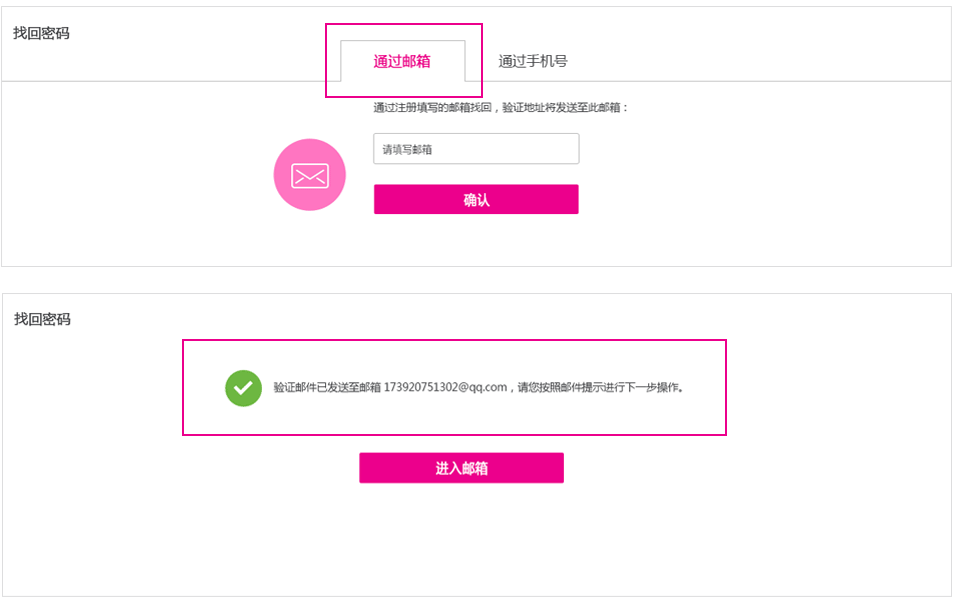 找回密码
通过邮箱
通过手机号
通过注册填写的邮箱找回，验证地址将发送至此邮箱：
请填写邮箱
确认
找回密码
验证邮件已发送至邮箱 173920751302@qq.com，请您按照邮件提示进行下一步操作。
进入邮箱